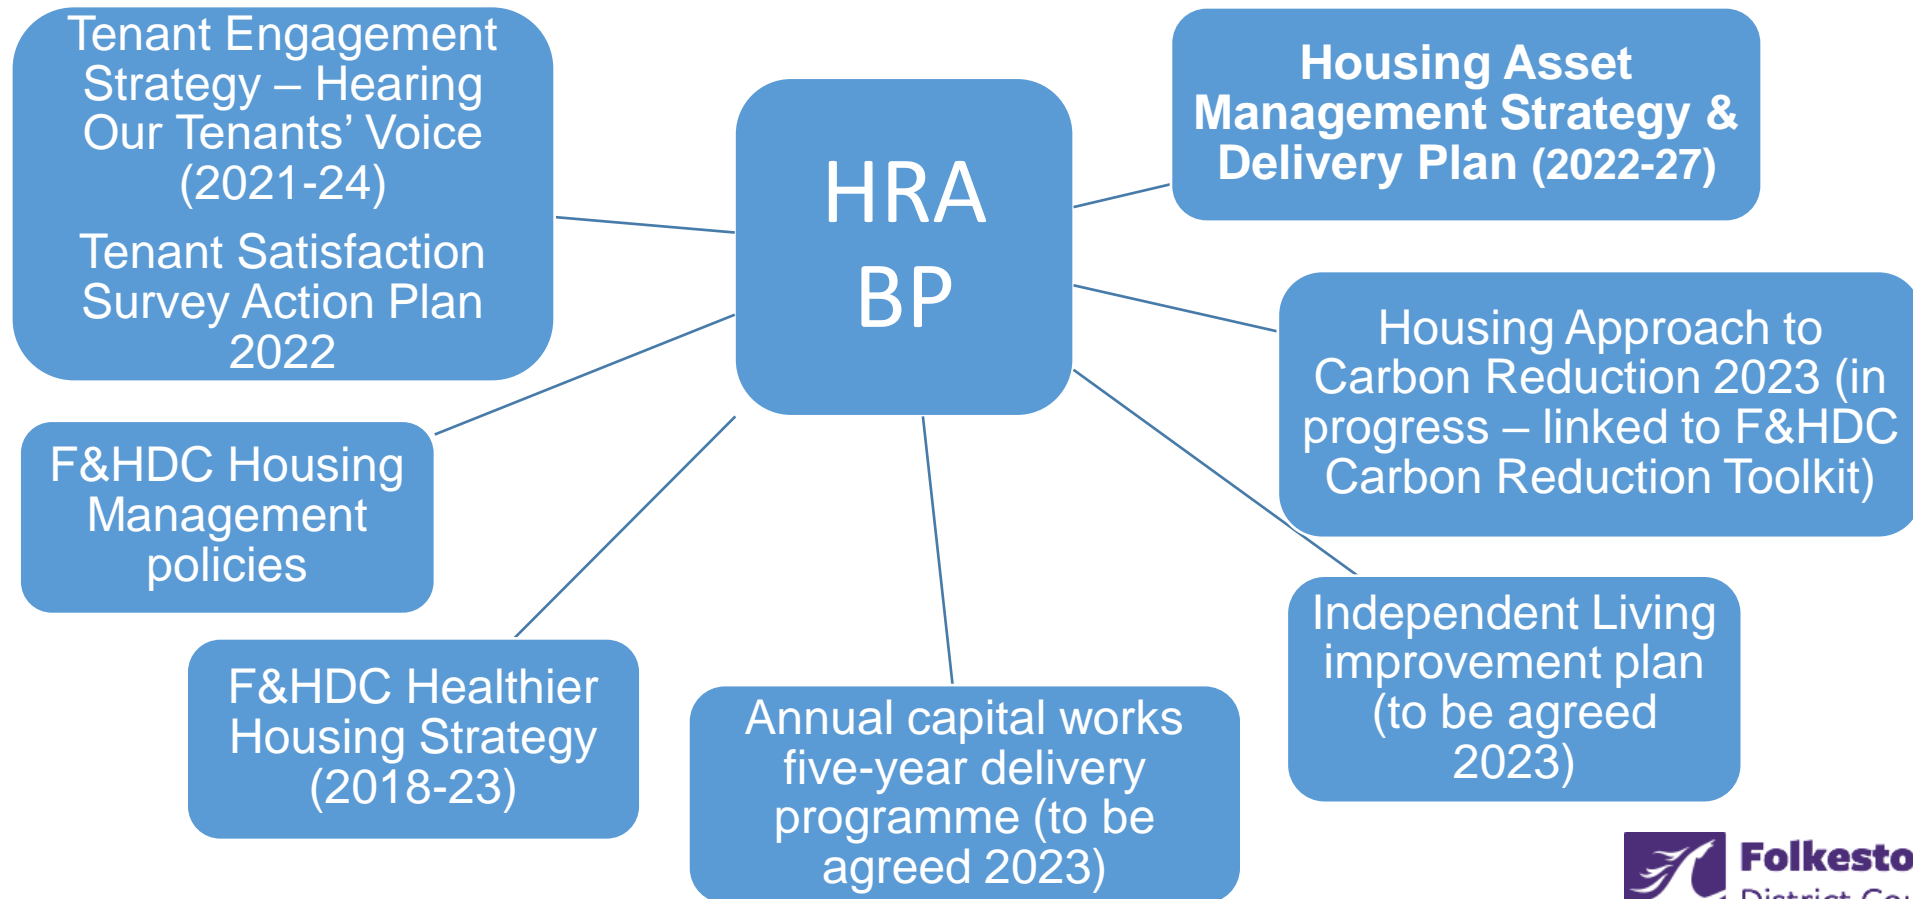 Tenant Engagement
Strategy – Hearing
Our Tenants’ Voice
(2021-24)
Tenant Satisfaction
Survey Action Plan
2022
HRA
BP
Housing Asset
Management Strategy &
Delivery Plan (2022-27)
Housing Approach to
Carbon Reduction 2023 (in
progress – linked to F&HDC
Carbon Reduction Toolkit)
F&HDC Housing
Management
policies
Independent Living
improvement plan
(to be agreed
2023)
F&HDC Healthier
Housing Strategy
(2018-23)
Annual capital works
five-year delivery
programme (to be
agreed 2023)
Folkesto
District Cou